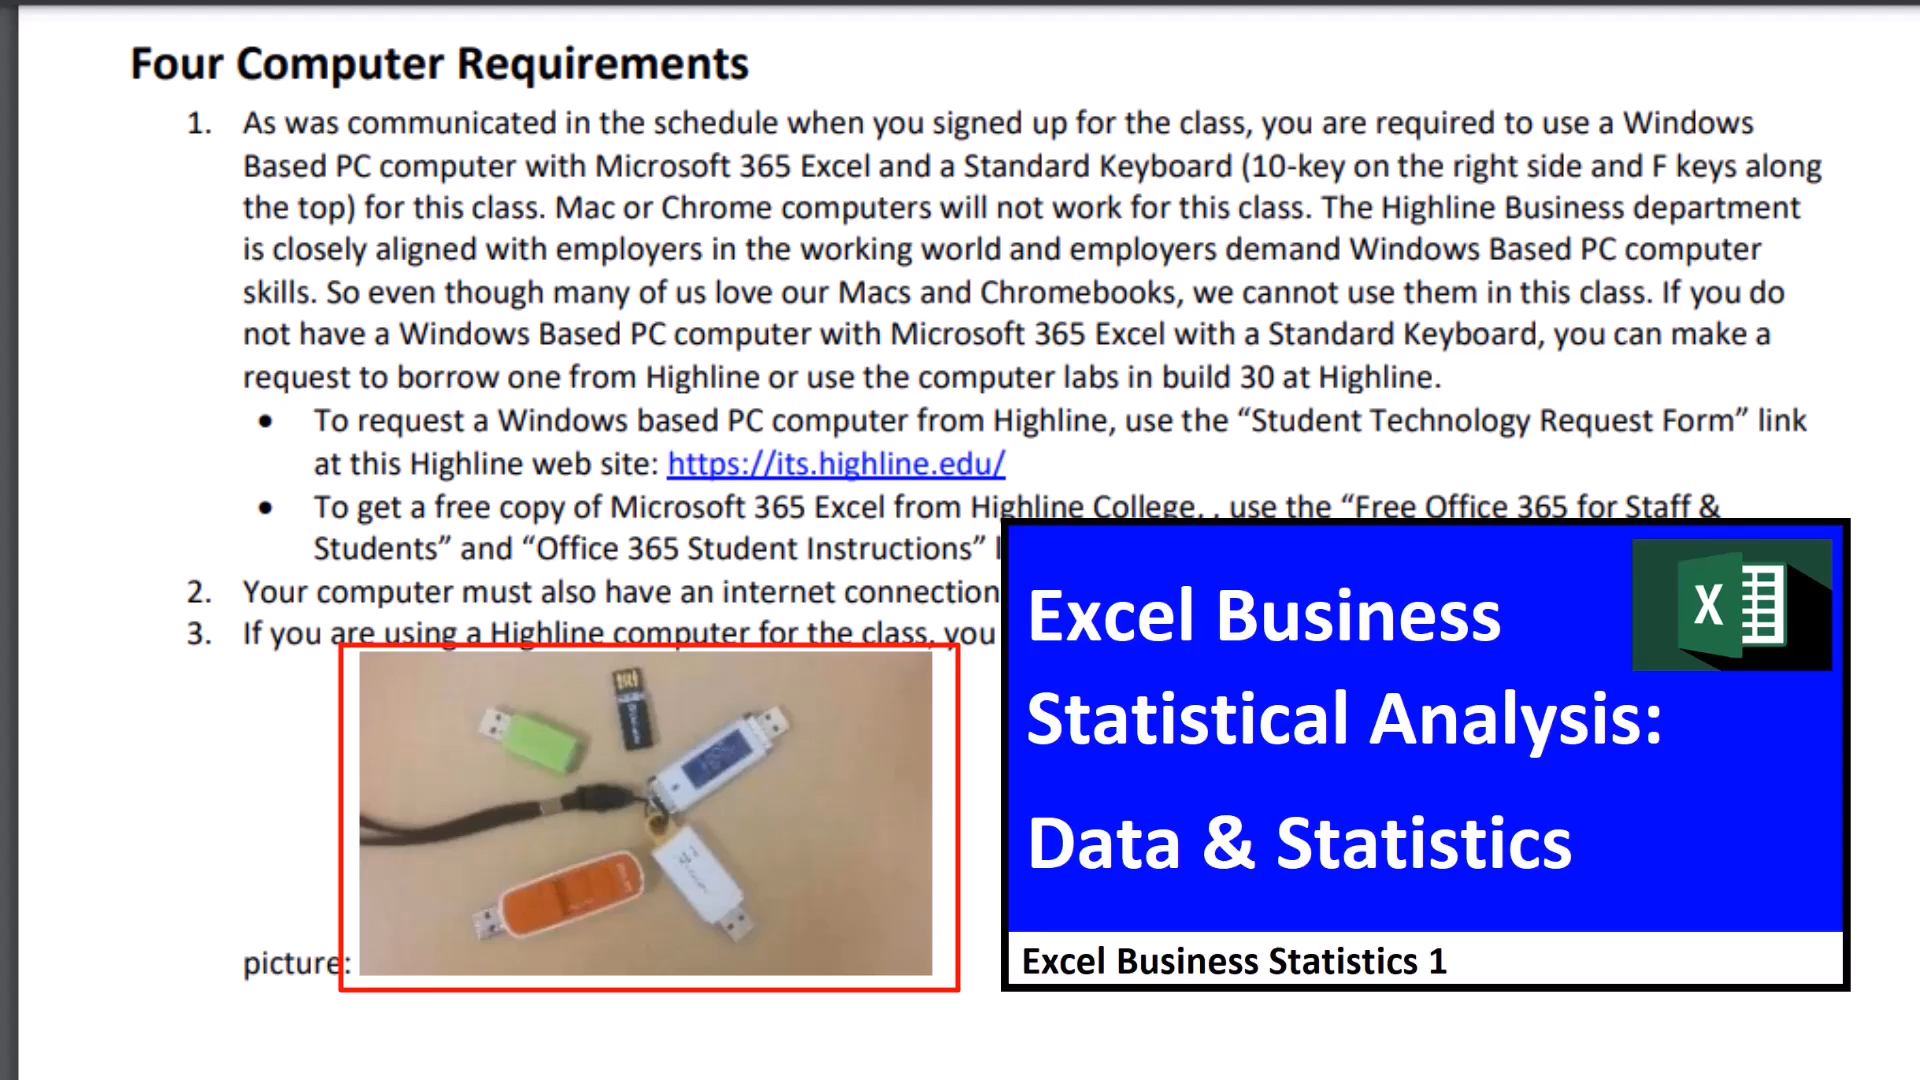 Four Computer Requirements
1. As was communicated in the schedule when you signed up for the class, you are required to use a Windows
Based PC computer with Microsoft 365 Excel and a Standard Keyboard (10-key on the right side and F keys along
the top) for this class. Mac or Chrome computers will not work for this class. The Highline Business department
is closely aligned with employers in the working world and employers demand Windows Based PC computer
skills. So even though many of us love our Macs and Chromebooks, we cannot use them in this class. If you do
not have a Windows Based PC computer with Microsoft 365 Excel with a Standard Keyboard, you can make a
request to borrow one from Highline or use the computer labs in build 30 at Highline.
• To request a Windows based PC computer from Highline, use the “Student Technology Request Form” link
at this Highline web site: https://its.highline.edu/
• To get a free copy of Microsoft 365 Excel from Highline College, , use the “Free Office 365 for Staff &
Students” and “Office 365 Student Instructions” l
2. Your computer must also have an internet connection
3. If you are using a Highline computer for the class, you
picture:
Excel Business
Statistical Analysis:
Data & Statistics
Excel Business Statistics 1
X